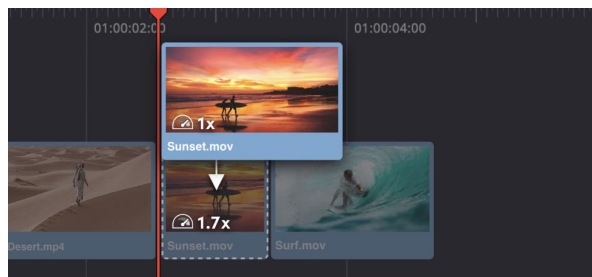 01:00:02:00
01:00:04:00
1x
Sunset.mov
1.7x
Desert.mp4
Sunset.mov
Surf.mov